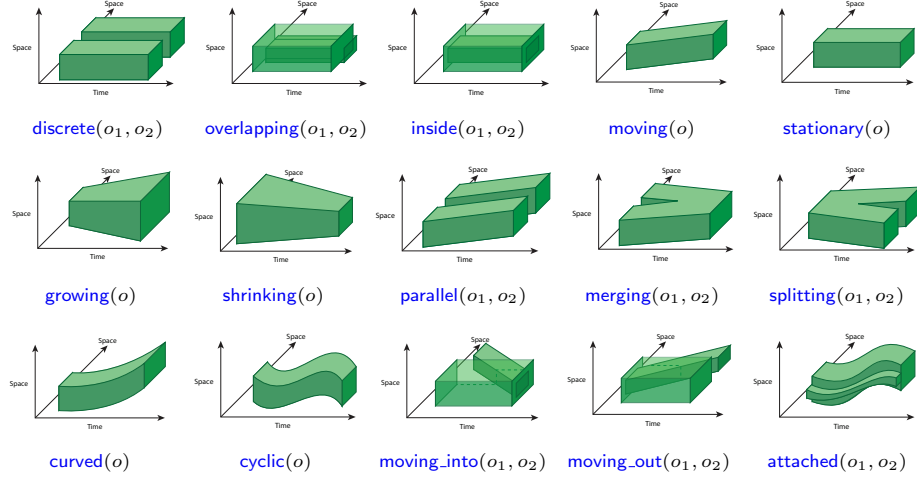 Space Space Space Space Space
Space Space Space Space Space
Time Time Time Time Time
discrete(o₁, o₂) overlapping(o₁, o₂) inside(o₁, o₂) moving(o) stationary(o)
Space Space Space Space Space
Space Space Space Space Space
Time Time Time Time Time
growing(o) shrinking(o) parallel(o₁, o₂) merging(o₁, o₂) splitting(o₁, o₂)
Space Space Space Space Space
Space Space Space Space Space
Time Time Time Time Time
curved(o) cyclic(o) moving_into(o₁, o₂) moving_out(o₁, o₂) attached(o₁, o₂)